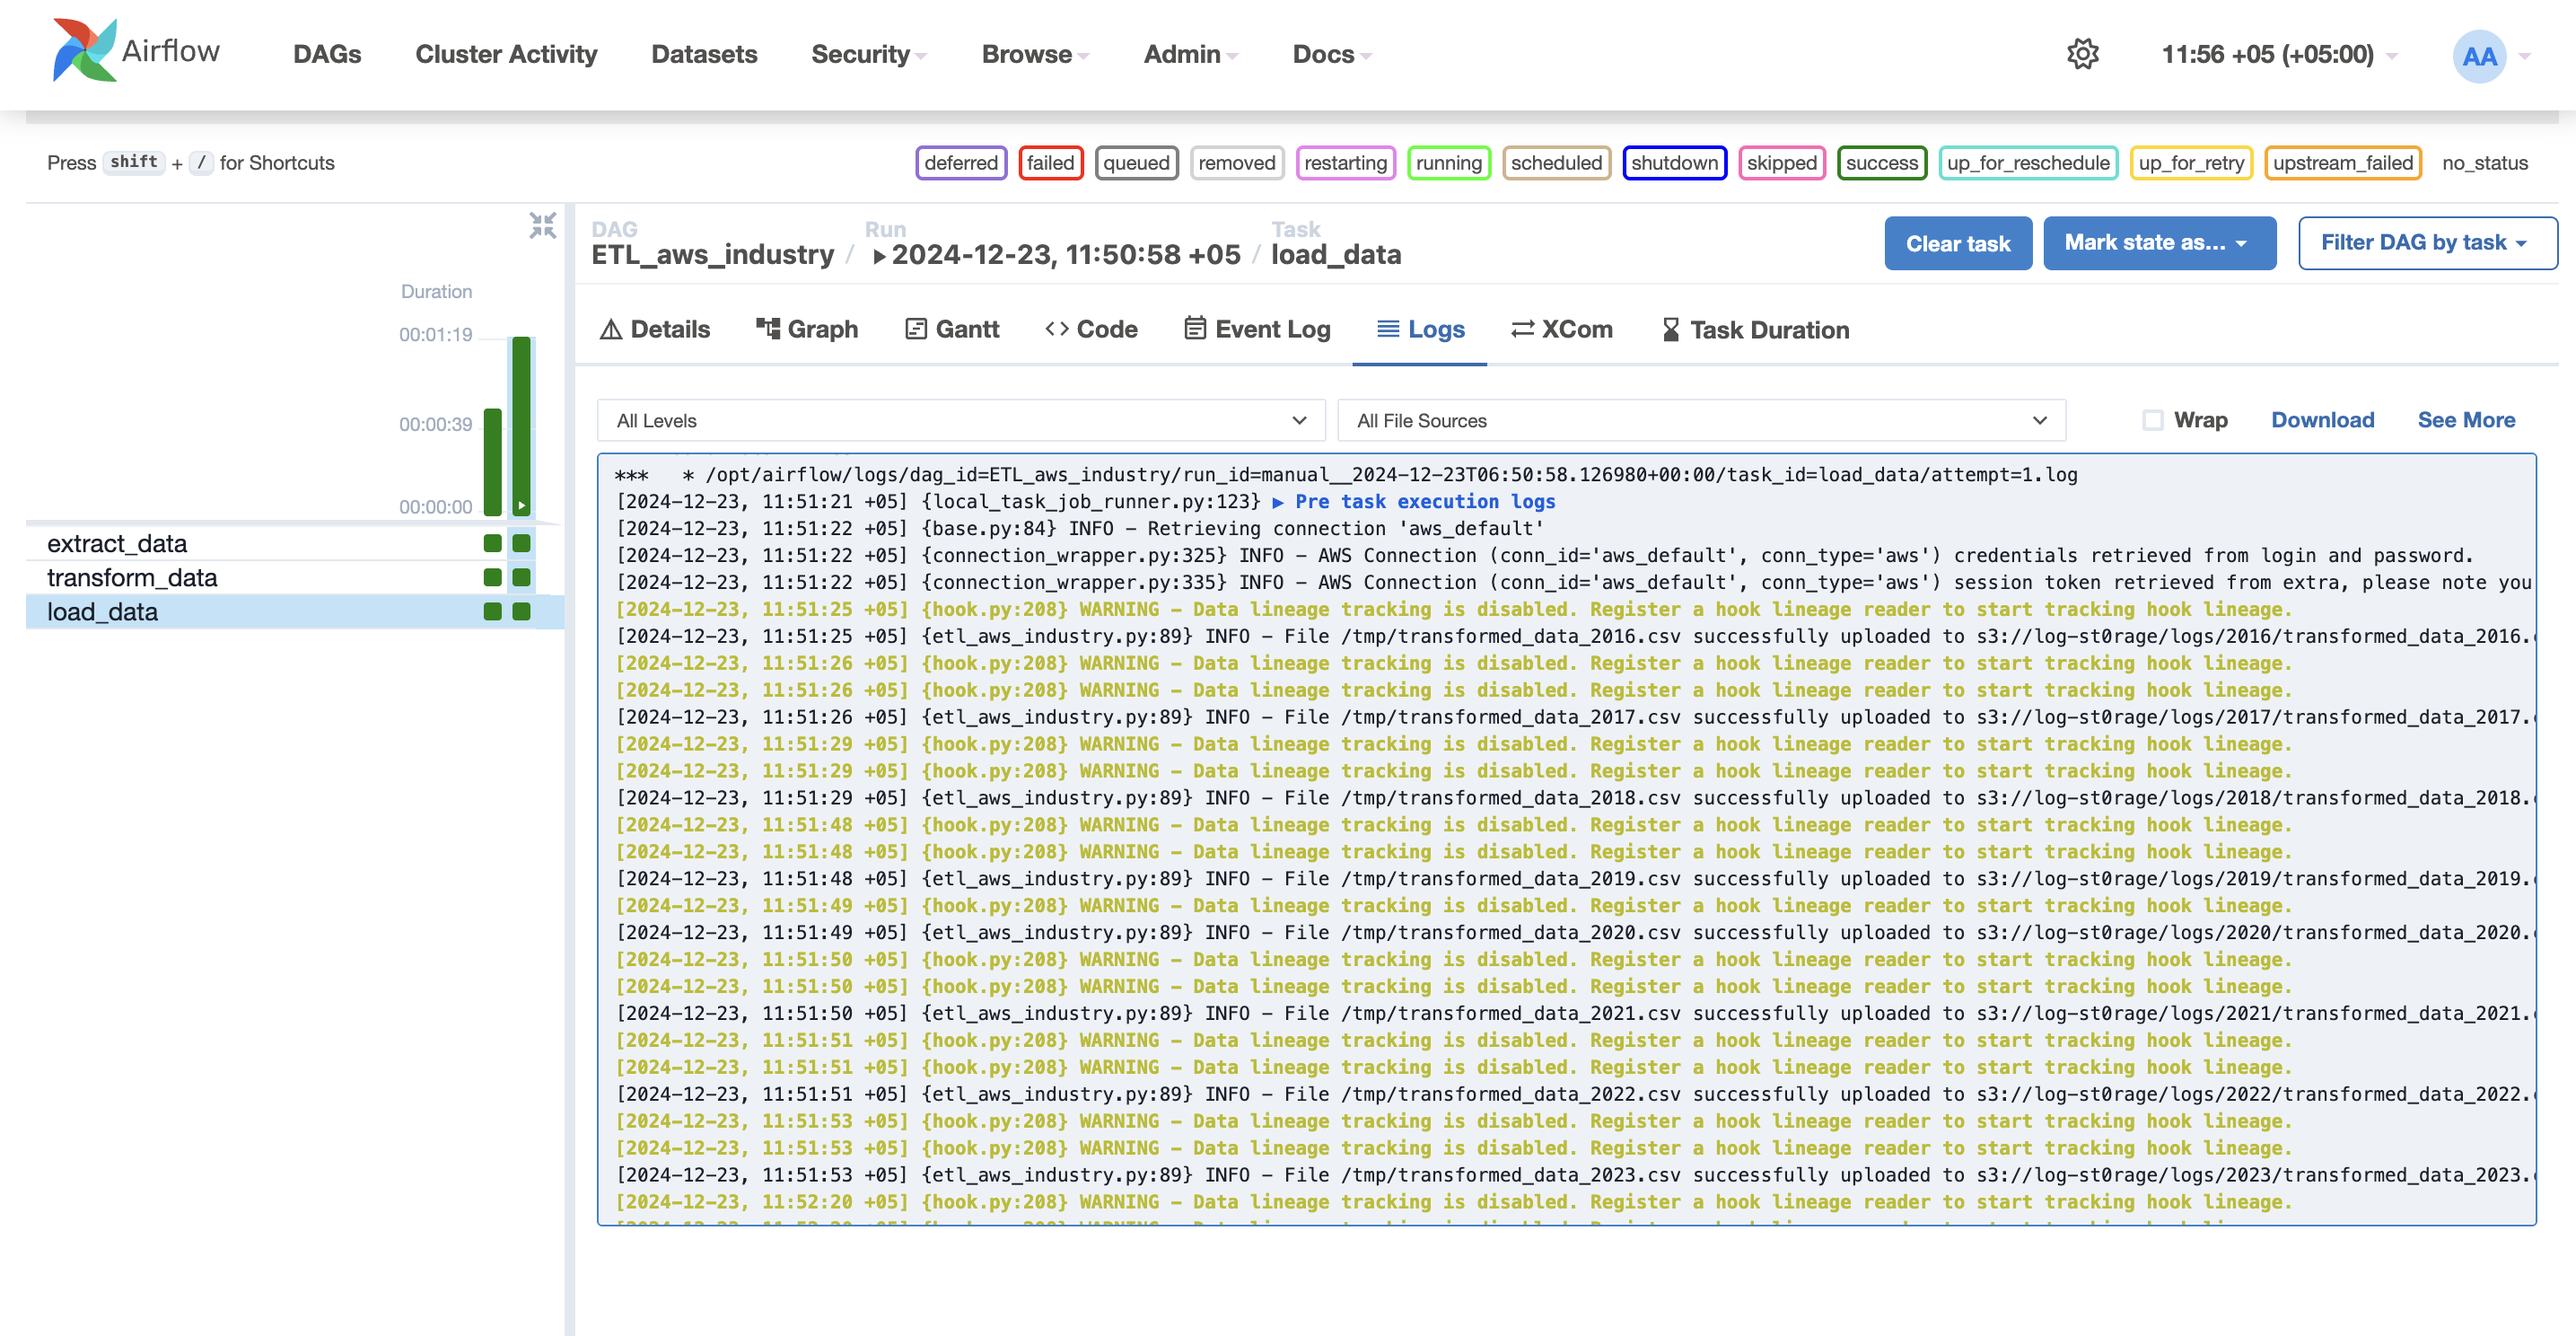 Airflow DAGs Cluster Activity Datasets Security Browse Admin Docs 11:56 +05 (+05:00) AA
Press shift + / for Shortcuts deferred failed queued removed restarting running scheduled shutdown skipped success up_for_reschedule up_for_retry upstream_failed no_status
DAG Run Task
ETL_aws_industry / 2024-12-23, 11:50:58 +05 / load_data Clear task Mark state as... Filter DAG by task
Duration
00:01:19
00:00:39
00:00:00
extract_data
transform_data
load_data
Details Graph Gantt Code Event Log Logs XCom Task Duration
All Levels All File Sources Wrap Download See More
*** * /opt/airflow/logs/dag_id=ETL_aws_industry/run_id=manual__2024-12-23T06:50:58.126980+00:00/task_id=load_data/attempt=1.log
[2024-12-23, 11:51:21 +05] {local_task_job_runner.py:123} ▶ Pre task execution logs
[2024-12-23, 11:51:22 +05] {base.py:84} INFO - Retrieving connection 'aws_default'
[2024-12-23, 11:51:22 +05] {connection_wrapper.py:325} INFO - AWS Connection (conn_id='aws_default', conn_type='aws') credentials retrieved from login and password.
[2024-12-23, 11:51:22 +05] {connection_wrapper.py:335} INFO - AWS Connection (conn_id='aws_default', conn_type='aws') session token retrieved from extra, please note you
[2024-12-23, 11:51:25 +05] {hook.py:208} WARNING - Data lineage tracking is disabled. Register a hook lineage reader to start tracking hook lineage.
[2024-12-23, 11:51:25 +05] {etl_aws_industry.py:89} INFO - File /tmp/transformed_data_2016.csv successfully uploaded to s3://log-st0rage/logs/2016/transformed_data_2016.
[2024-12-23, 11:51:26 +05] {hook.py:208} WARNING - Data lineage tracking is disabled. Register a hook lineage reader to start tracking hook lineage.
[2024-12-23, 11:51:26 +05] {hook.py:208} WARNING - Data lineage tracking is disabled. Register a hook lineage reader to start tracking hook lineage.
[2024-12-23, 11:51:26 +05] {etl_aws_industry.py:89} INFO - File /tmp/transformed_data_2017.csv successfully uploaded to s3://log-st0rage/logs/2017/transformed_data_2017.
[2024-12-23, 11:51:29 +05] {hook.py:208} WARNING - Data lineage tracking is disabled. Register a hook lineage reader to start tracking hook lineage.
[2024-12-23, 11:51:29 +05] {hook.py:208} WARNING - Data lineage tracking is disabled. Register a hook lineage reader to start tracking hook lineage.
[2024-12-23, 11:51:29 +05] {etl_aws_industry.py:89} INFO - File /tmp/transformed_data_2018.csv successfully uploaded to s3://log-st0rage/logs/2018/transformed_data_2018.
[2024-12-23, 11:51:48 +05] {hook.py:208} WARNING - Data lineage tracking is disabled. Register a hook lineage reader to start tracking hook lineage.
[2024-12-23, 11:51:48 +05] {hook.py:208} WARNING - Data lineage tracking is disabled. Register a hook lineage reader to start tracking hook lineage.
[2024-12-23, 11:51:48 +05] {etl_aws_industry.py:89} INFO - File /tmp/transformed_data_2019.csv successfully uploaded to s3://log-st0rage/logs/2019/transformed_data_2019.
[2024-12-23, 11:51:49 +05] {hook.py:208} WARNING - Data lineage tracking is disabled. Register a hook lineage reader to start tracking hook lineage.
[2024-12-23, 11:51:49 +05] {etl_aws_industry.py:89} INFO - File /tmp/transformed_data_2020.csv successfully uploaded to s3://log-st0rage/logs/2020/transformed_data_2020.
[2024-12-23, 11:51:50 +05] {hook.py:208} WARNING - Data lineage tracking is disabled. Register a hook lineage reader to start tracking hook lineage.
[2024-12-23, 11:51:50 +05] {hook.py:208} WARNING - Data lineage tracking is disabled. Register a hook lineage reader to start tracking hook lineage.
[2024-12-23, 11:51:50 +05] {etl_aws_industry.py:89} INFO - File /tmp/transformed_data_2021.csv successfully uploaded to s3://log-st0rage/logs/2021/transformed_data_2021.
[2024-12-23, 11:51:51 +05] {hook.py:208} WARNING - Data lineage tracking is disabled. Register a hook lineage reader to start tracking hook lineage.
[2024-12-23, 11:51:51 +05] {hook.py:208} WARNING - Data lineage tracking is disabled. Register a hook lineage reader to start tracking hook lineage.
[2024-12-23, 11:51:51 +05] {etl_aws_industry.py:89} INFO - File /tmp/transformed_data_2022.csv successfully uploaded to s3://log-st0rage/logs/2022/transformed_data_2022.
[2024-12-23, 11:51:53 +05] {hook.py:208} WARNING - Data lineage tracking is disabled. Register a hook lineage reader to start tracking hook lineage.
[2024-12-23, 11:51:53 +05] {hook.py:208} WARNING - Data lineage tracking is disabled. Register a hook lineage reader to start tracking hook lineage.
[2024-12-23, 11:51:53 +05] {etl_aws_industry.py:89} INFO - File /tmp/transformed_data_2023.csv successfully uploaded to s3://log-st0rage/logs/2023/transformed_data_2023.
[2024-12-23, 11:52:20 +05] {hook.py:208} WARNING - Data lineage tracking is disabled. Register a hook lineage reader to start tracking hook lineage.